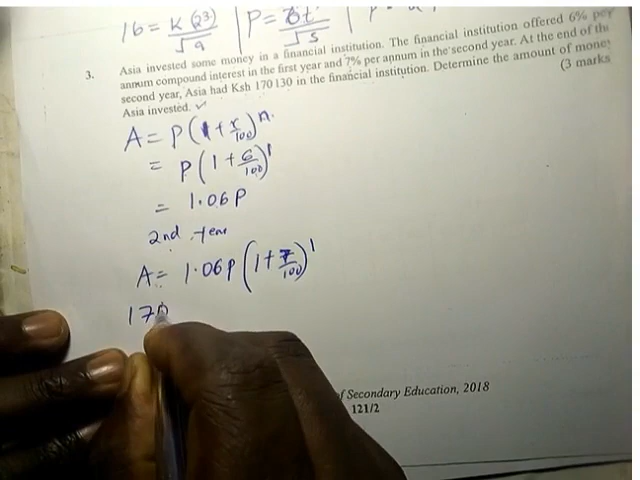 16 = K(2³)/√9 | P = 6t/√5 |
3. Asia invested some money in a financial institution. The financial institution offered 6% per
annum compound interest in the first year and 7% per annum in the second year. At the end of the
second year, Asia had Ksh 170 130 in the financial institution. Determine the amount of money
Asia invested. ✓ (3 marks
A = P(1 + r/100)ⁿ
= P(1 + 6/100)¹
= 1.06P
2nd year
A = 1.06P(1 + 7/100)¹
170
f Secondary Education, 2018
121/2